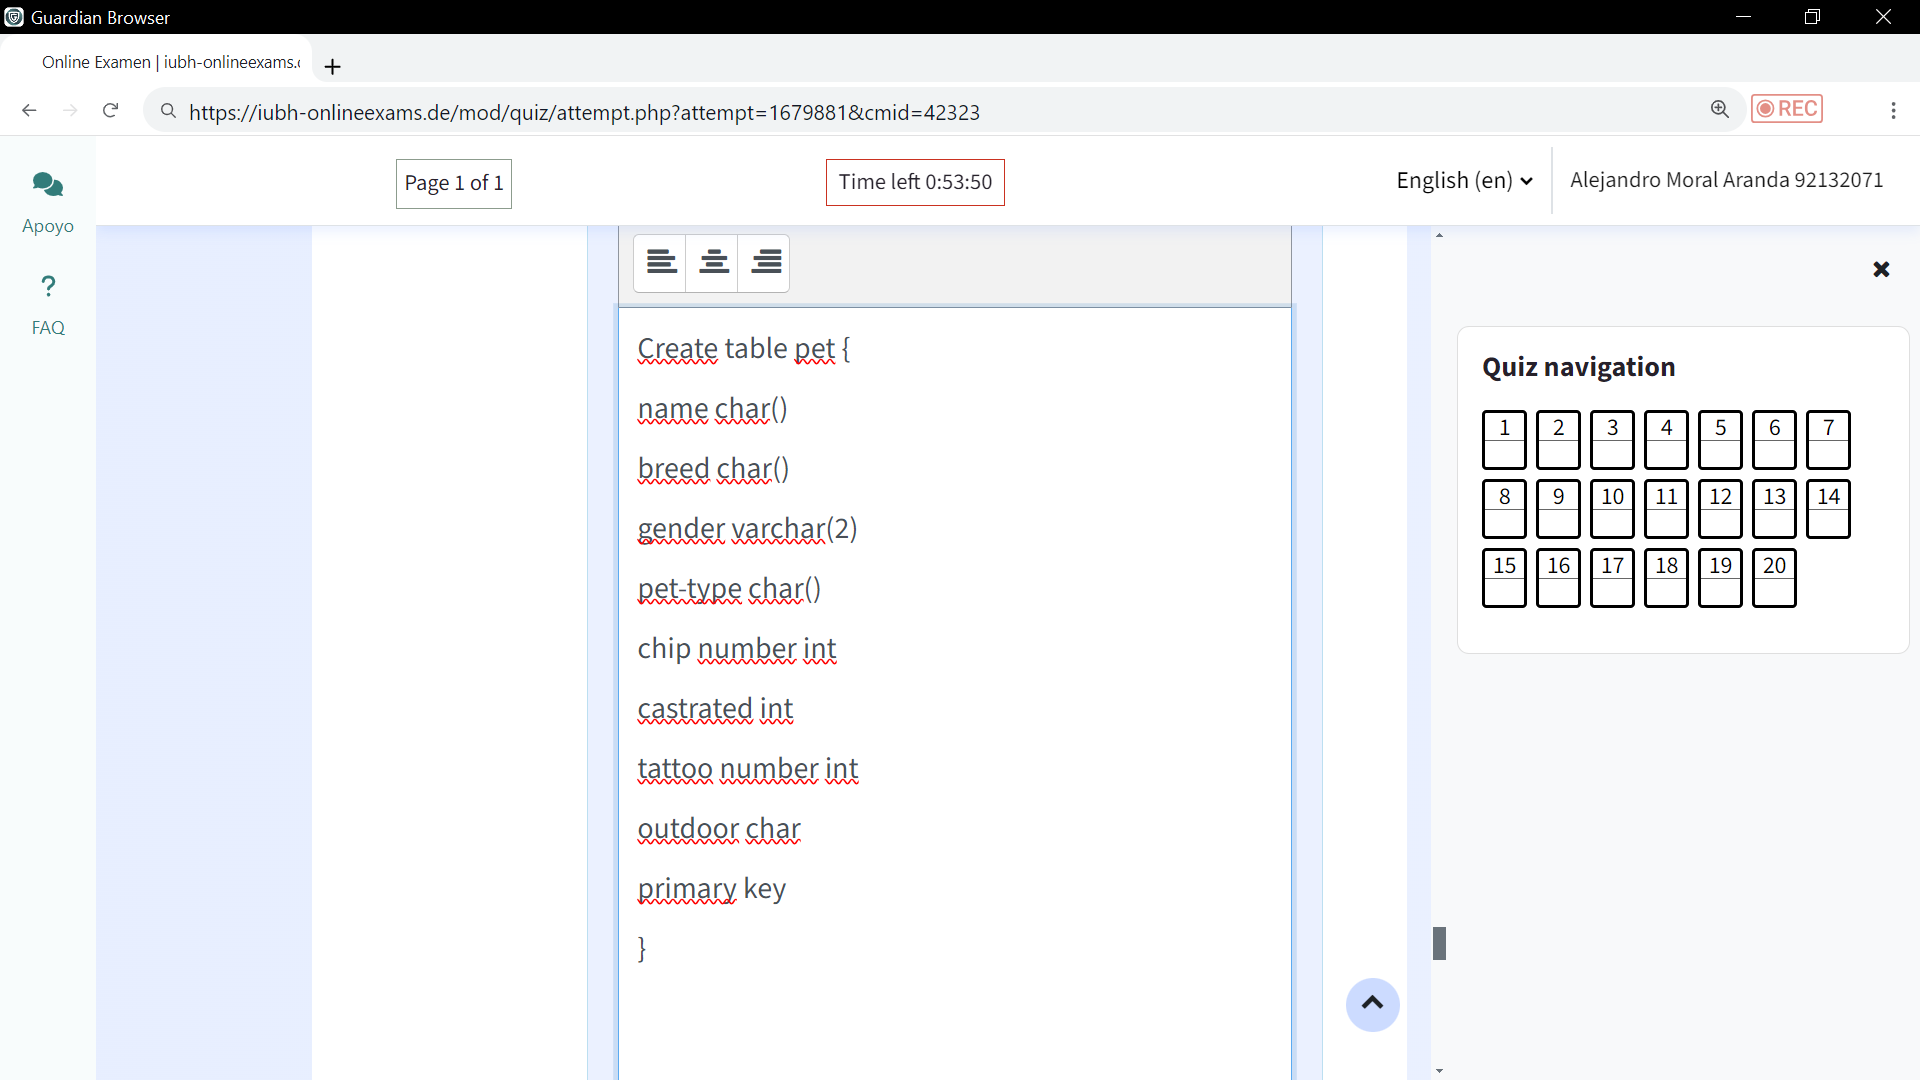 Guardian Browser
Online Examen | iubh-onlineexams.
https://iubh-onlineexams.de/mod/quiz/attempt.php?attempt=1679881&cmid=42323
REC
Apoyo
FAQ
Page 1 of 1
Time left 0:53:50
English (en)
Alejandro Moral Aranda 92132071
Create table pet {
name char()
breed char()
gender varchar(2)
pet-type char()
chip number int
castrated int
tattoo number int
outdoor char
primary key
}
Quiz navigation
1 2 3 4 5 6 7
8 9 10 11 12 13 14
15 16 17 18 19 20